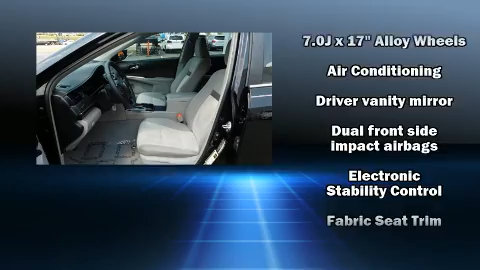 7.0J x 17" Alloy Wheels
Air Conditioning
Driver vanity mirror
Dual front side
impact airbags
Electronic
Stability Control
Fabric Seat Trim